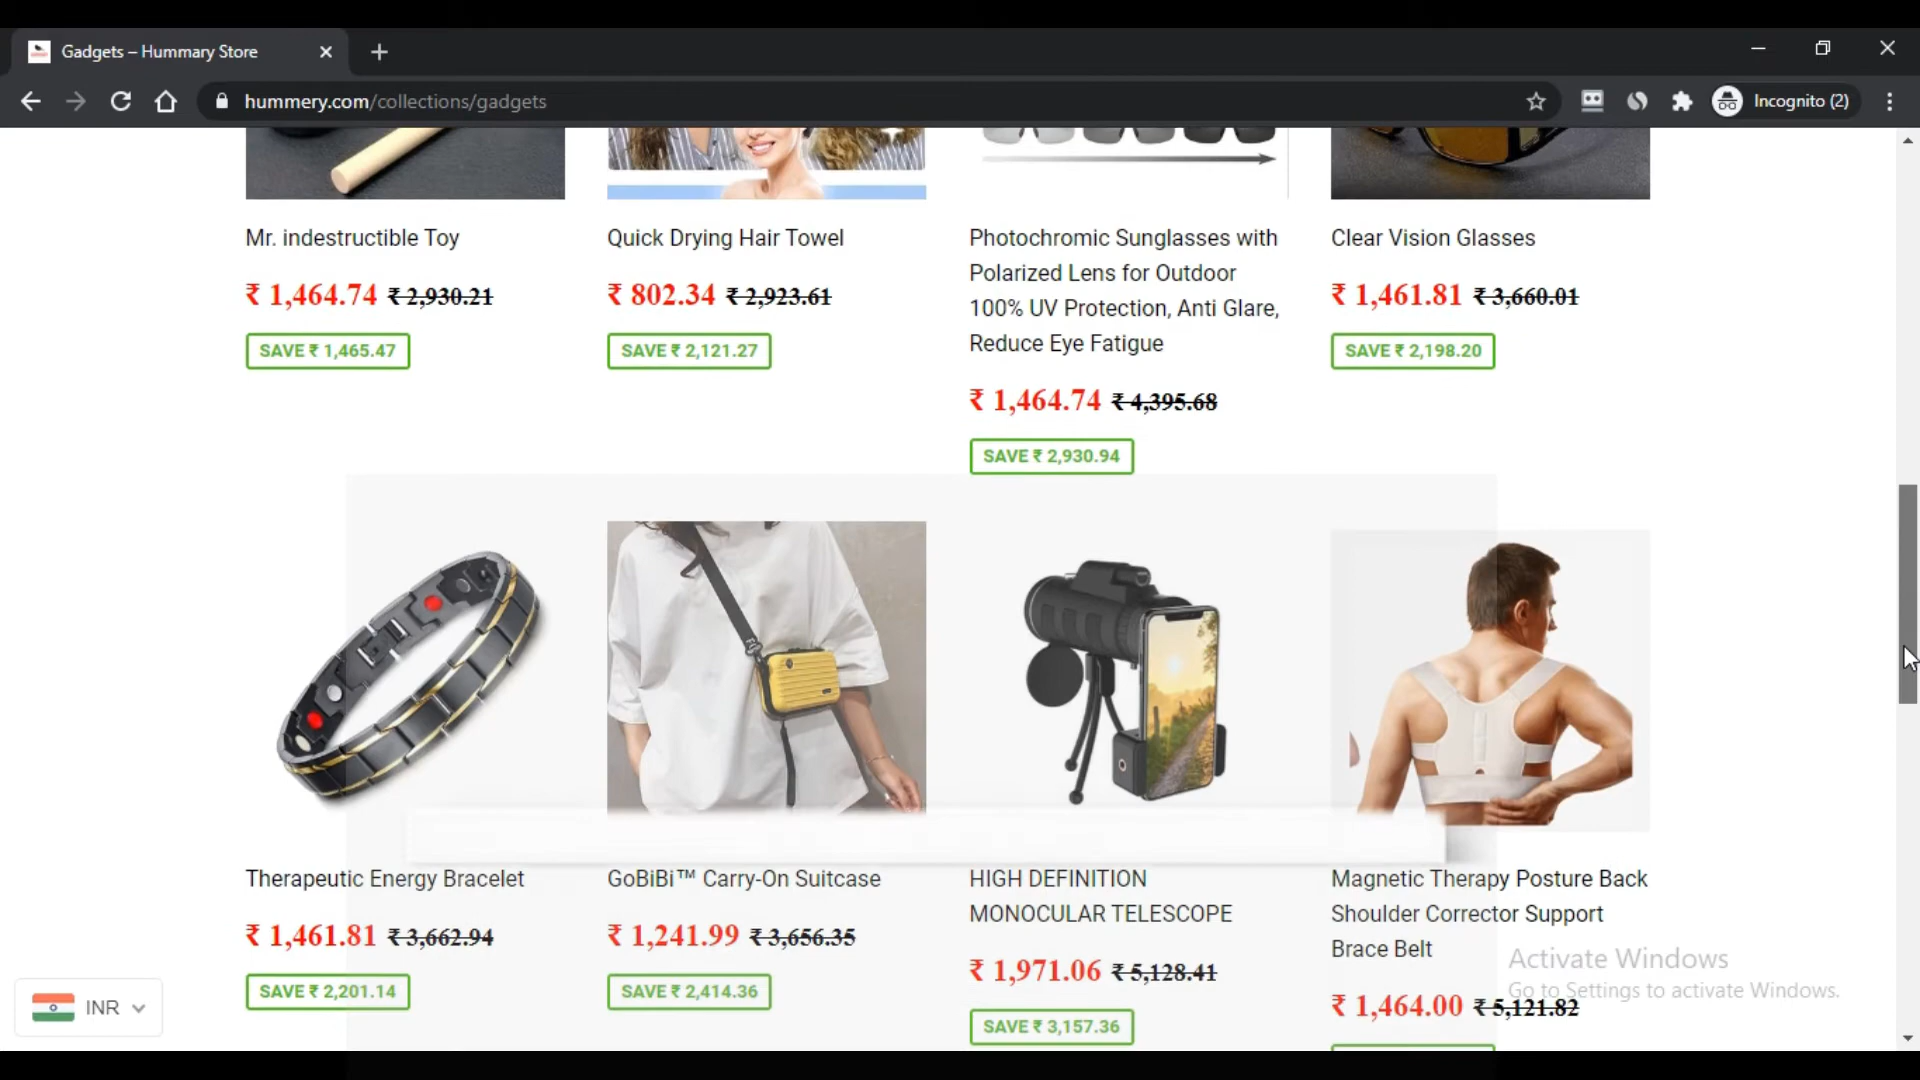 Gadgets – Hummary Store
hummery.com/collections/gadgets
Incognito (2)
Mr. indestructible Toy
₹ 1,464.74 ₹ 2,930.21
SAVE ₹ 1,465.47
Quick Drying Hair Towel
₹ 802.34 ₹ 2,923.61
SAVE ₹ 2,121.27
Photochromic Sunglasses with
Polarized Lens for Outdoor
100% UV Protection, Anti Glare,
Reduce Eye Fatigue
₹ 1,464.74 ₹ 4,395.68
SAVE ₹ 2,930.94
Clear Vision Glasses
₹ 1,461.81 ₹ 3,660.01
SAVE ₹ 2,198.20
Therapeutic Energy Bracelet
₹ 1,461.81 ₹ 3,662.94
SAVE ₹ 2,201.14
GoBiBi™ Carry-On Suitcase
₹ 1,241.99 ₹ 3,656.35
SAVE ₹ 2,414.36
HIGH DEFINITION
MONOCULAR TELESCOPE
₹ 1,971.06 ₹ 5,128.41
SAVE ₹ 3,157.36
Magnetic Therapy Posture Back
Shoulder Corrector Support
Brace Belt
₹ 1,464.00 ₹ 5,121.82
INR
Activate Windows
Go to Settings to activate Windows.